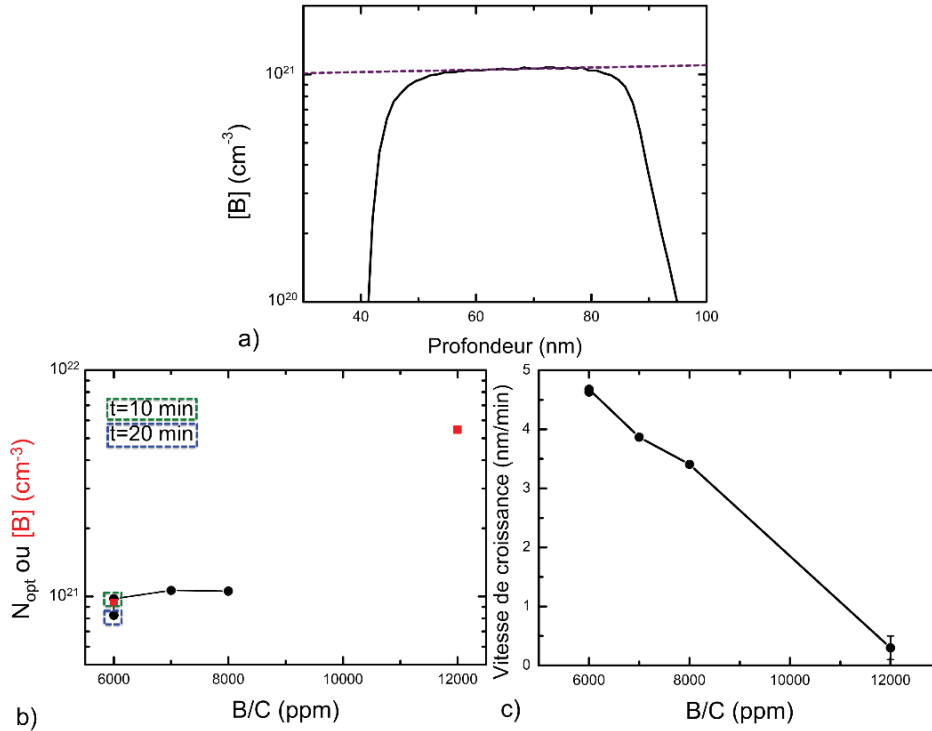 10²¹
[B] (cm⁻³)
10²⁰
40 60 80 100
a)
Profondeur (nm)
10²²
t=10 min
t=20 min
N_opt ou [B] (cm⁻³)
10²¹
6000 8000 10000 12000
b)
B/C (ppm)
5
4
3
2
1
0
Vitesse de croissance (nm/min)
6000 8000 10000 12000
c)
B/C (ppm)